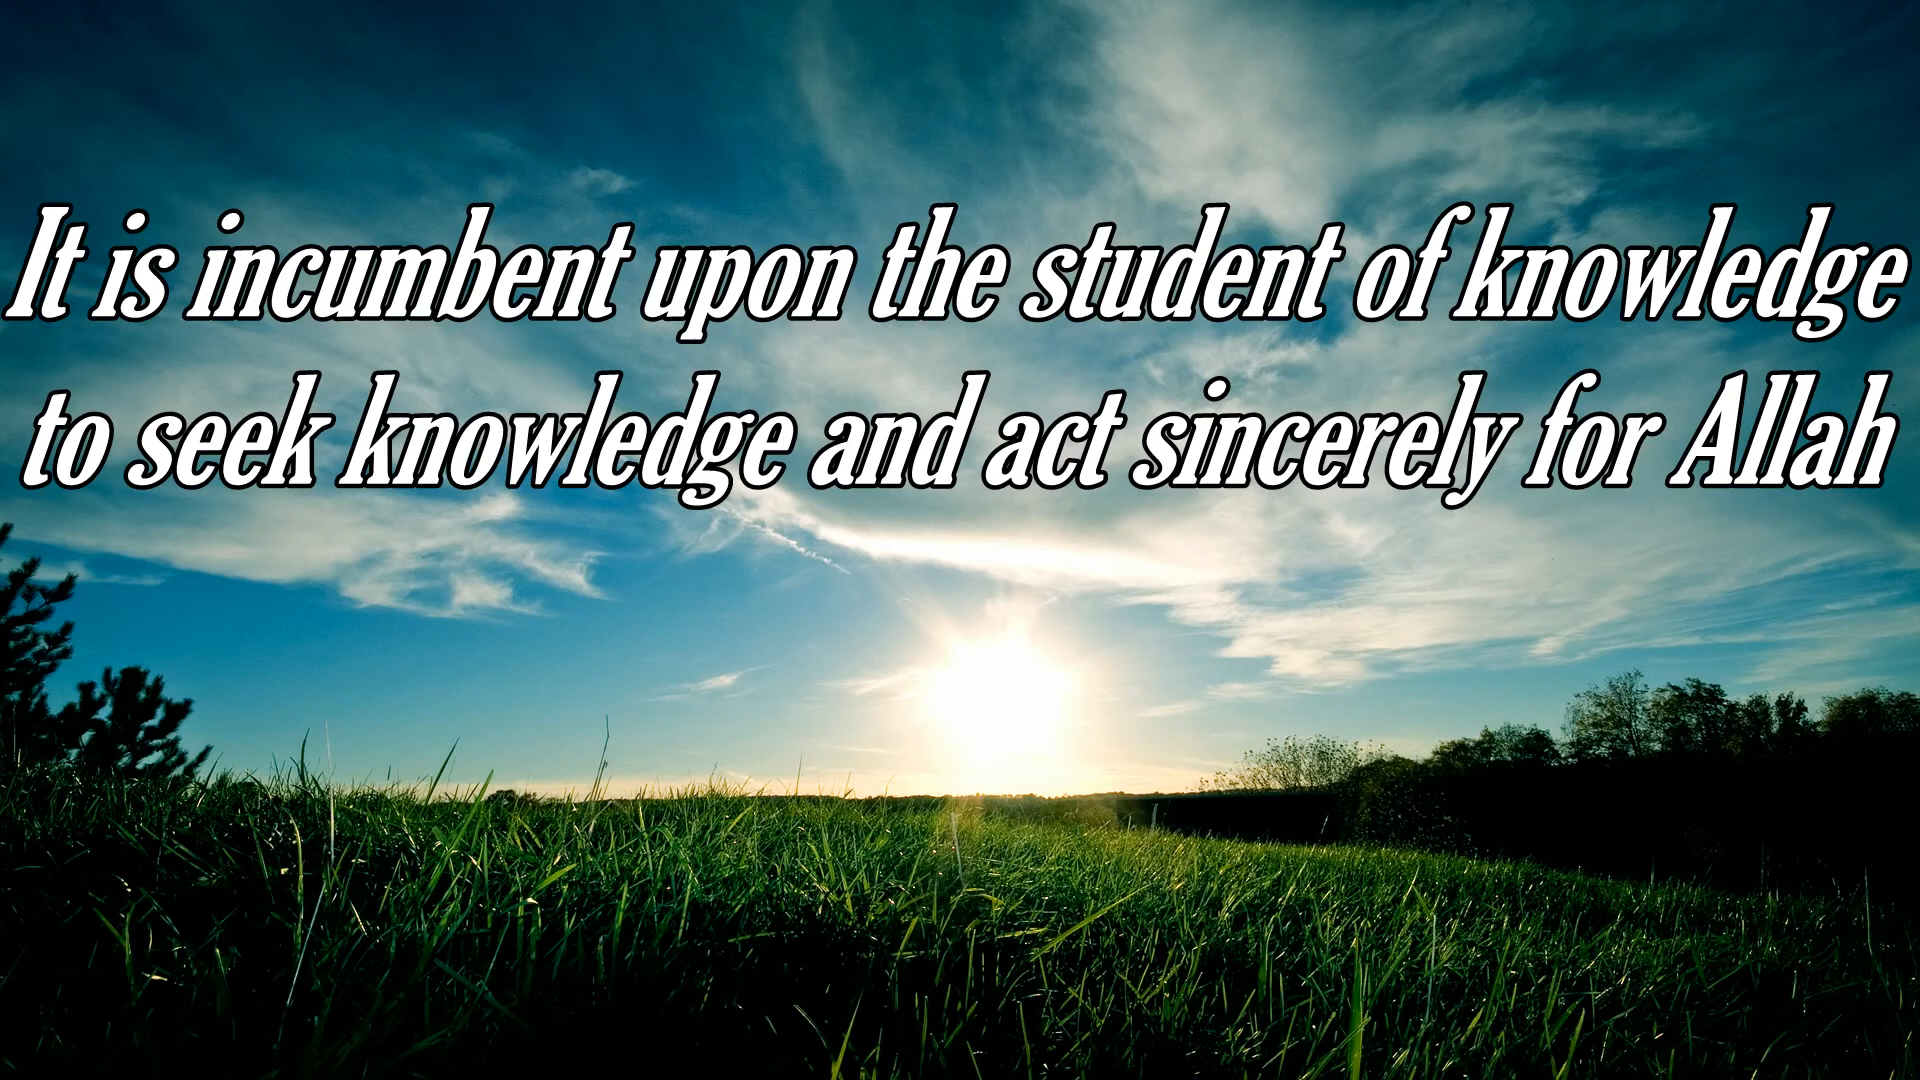 It is incumbent upon the student of knowledge
to seek knowledge and act sincerely for Allah